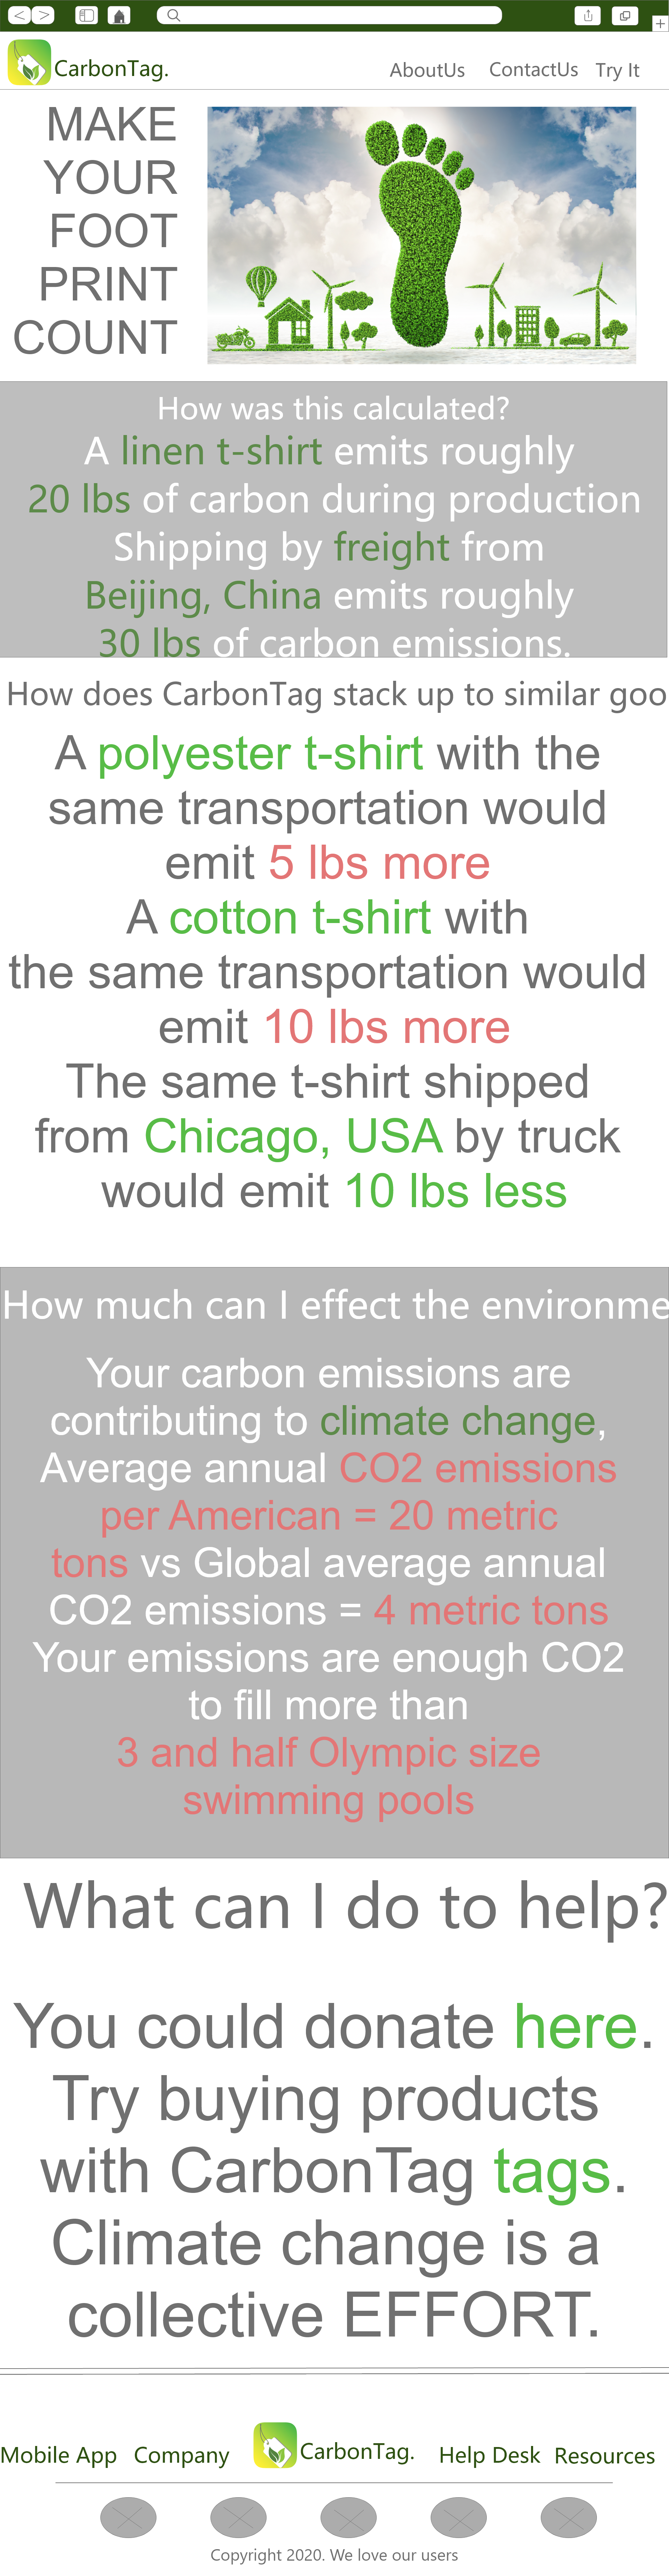 CarbonTag.
AboutUs ContactUs Try It
MAKE
YOUR
FOOT
PRINT
COUNT
How was this calculated?
A linen t-shirt emits roughly
20 lbs of carbon during production
Shipping by freight from
Beijing, China emits roughly
30 lbs of carbon emissions.
How does CarbonTag stack up to similar goo
A polyester t-shirt with the
same transportation would
emit 5 lbs more
A cotton t-shirt with
the same transportation would
emit 10 lbs more
The same t-shirt shipped
from Chicago, USA by truck
would emit 10 lbs less
How much can I effect the environme
Your carbon emissions are
contributing to climate change,
Average annual CO2 emissions
per American = 20 metric
tons vs Global average annual
CO2 emissions = 4 metric tons
Your emissions are enough CO2
to fill more than
3 and half Olympic size
swimming pools
What can I do to help?
You could donate here.
Try buying products
with CarbonTag tags.
Climate change is a
collective EFFORT.
Mobile App Company CarbonTag. Help Desk Resources
Copyright 2020. We love our users